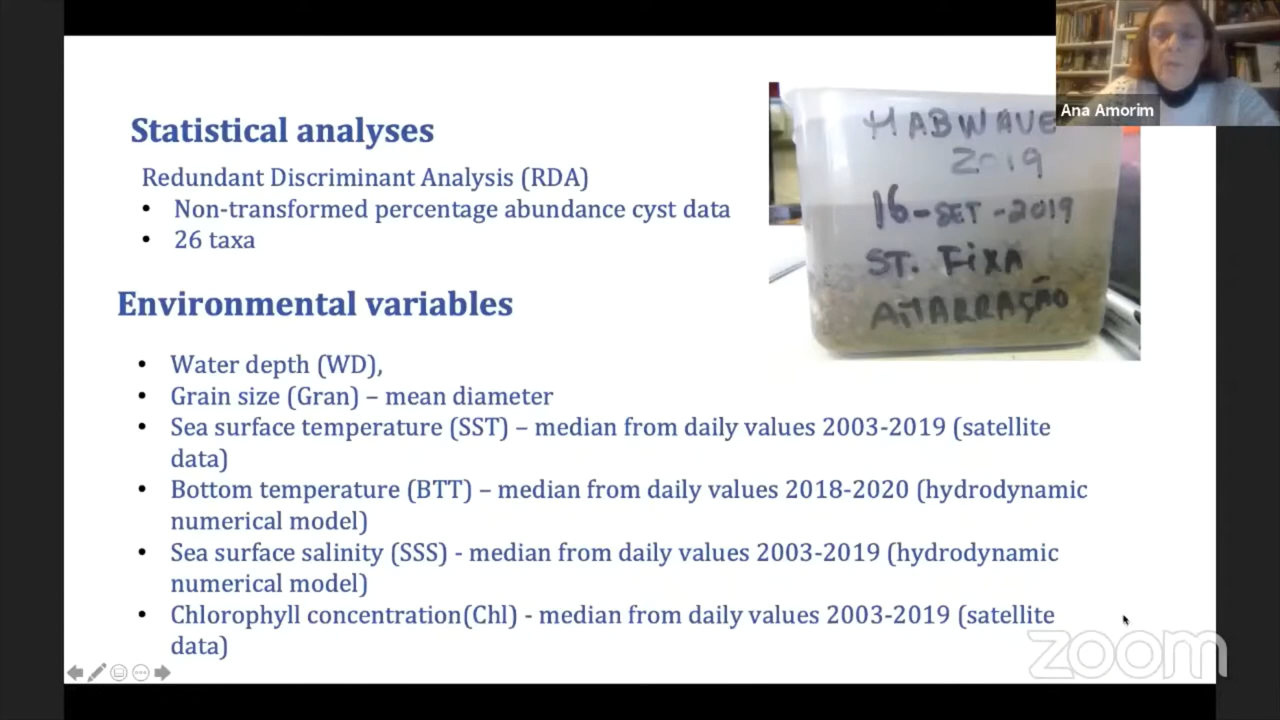 Statistical analyses
Redundant Discriminant Analysis (RDA)
• Non-transformed percentage abundance cyst data
• 26 taxa
Environmental variables
• Water depth (WD),
• Grain size (Gran) – mean diameter
• Sea surface temperature (SST) – median from daily values 2003-2019 (satellite
data)
• Bottom temperature (BTT) – median from daily values 2018-2020 (hydrodynamic
numerical model)
• Sea surface salinity (SSS) - median from daily values 2003-2019 (hydrodynamic
numerical model)
• Chlorophyll concentration(Chl) - median from daily values 2003-2019 (satellite
data)
HABWAVE
2019
16-SET-2019
ST. FIXA
AMARRAÇÃO
Ana Amorim
zoom